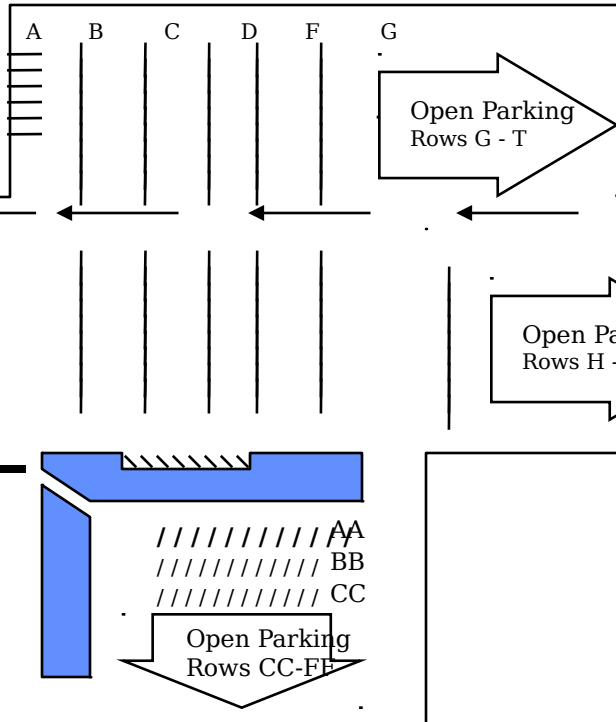 A B C D F G
Open Parking
Rows G - T
Open Pa
Rows H -
AA
BB
CC
Open Parking
Rows CC-FF